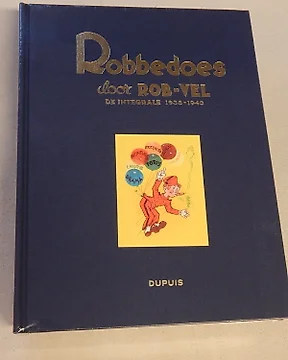 Robbedoes
door ROB-VEL
DE INTEGRALE 1938-1943
DUPUIS